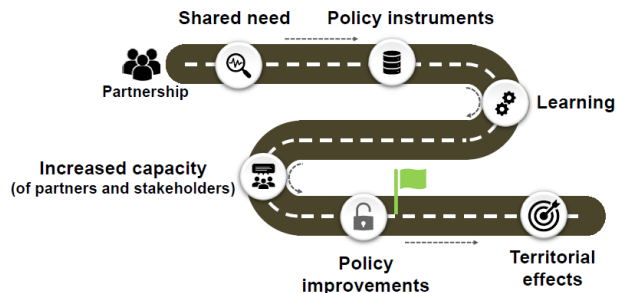 Shared need
Policy instruments
Partnership
Learning
Increased capacity
(of partners and stakeholders)
Policy
improvements
Territorial
effects